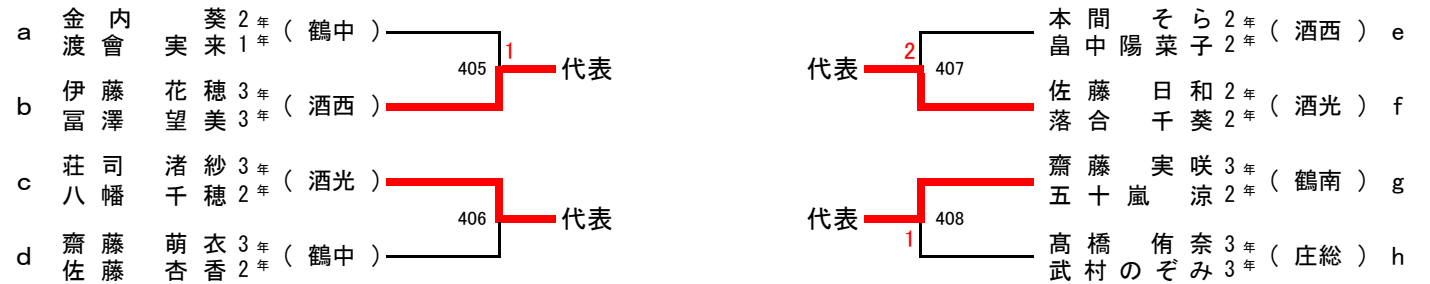 a 金内 葵 2年 (鶴中)
渡會 実来 1年
1
405 代表
b 伊藤 花穂 3年 (酒西)
冨澤 望美 3年
c 荘司 渚紗 3年 (酒光)
八幡 千穂 2年
406 代表
d 齋藤 萌衣 3年 (鶴中)
佐藤 杏香 2年
本間 そら 2年 (酒西) e
畠中陽菜子 2年
2
代表 407
佐藤 日和 2年 (酒光) f
落合 千葵 2年
齋藤 実咲 3年 (鶴南) g
五十嵐 涼 2年
代表 408
1
髙橋 侑奈 3年 (庄総) h
武村のぞみ 3年